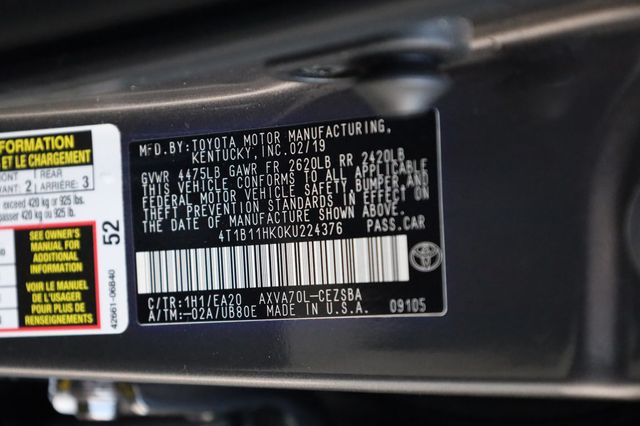 FORMATION
ET LE CHARGEMENT
2 REAR
ARRIÈRE: 3
exceed 420 kg or 925 lbs.
passer 420 kg ou 925 lb.
SEE OWNER'S
MANUAL FOR
ADDITIONAL
INFORMATION
VOIR LE MANUEL
DE L'USAGER
POUR PLUS DE
RENSEIGNEMENTS
52
42661-06840
MFD.BY: TOYOTA MOTOR MANUFACTURING,
KENTUCKY, INC.02/19
GVWR 4475LB GAWR FR 2620LB RR 2420LB
THIS VEHICLE CONFORMS TO ALL APPLICABLE
FEDERAL MOTOR VEHICLE SAFETY, BUMPER AND
THEFT PREVENTION STANDARDS IN EFFECT ON
THE DATE OF MANUFACTURE SHOWN ABOVE.
4T1B11HK0KU224376 PASS.CAR
C/TR:1H1/EA20 AXVA70L-CEZSBA
A/TM:-02A/UB80E MADE IN U.S.A. 09105